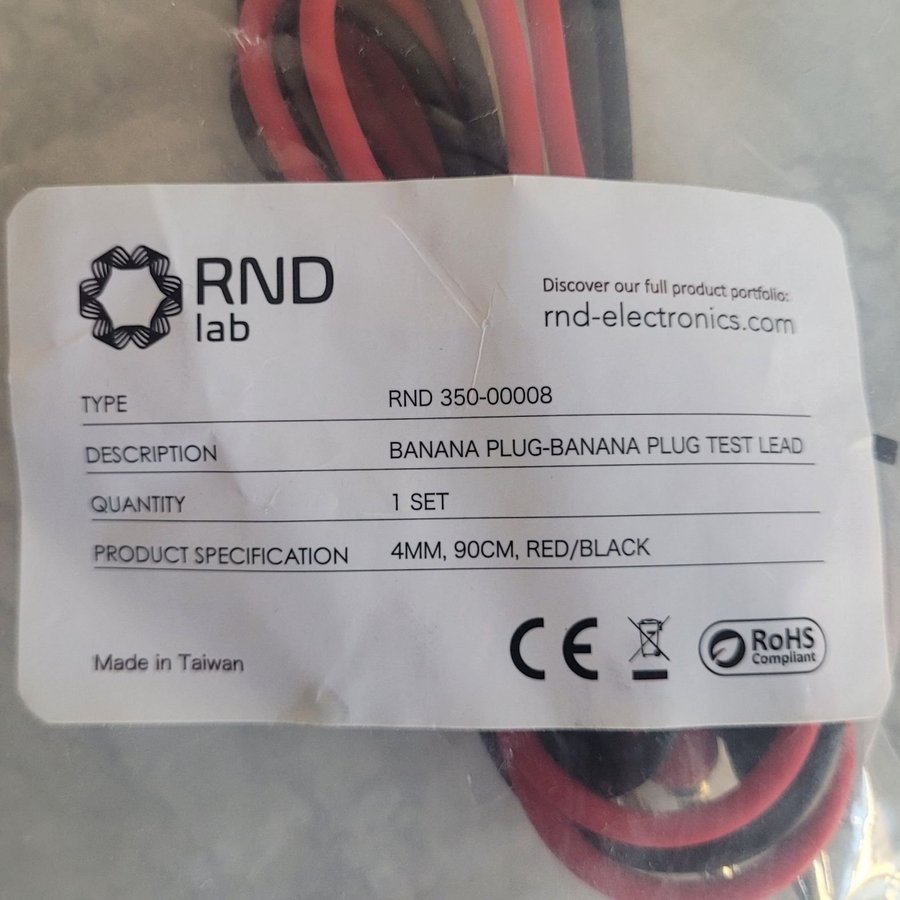 RND
lab
Discover our full product portfolio:
rnd-electronics.com
TYPE RND 350-00008
DESCRIPTION BANANA PLUG-BANANA PLUG TEST LEAD
QUANTITY 1 SET
PRODUCT SPECIFICATION 4MM, 90CM, RED/BLACK
Made in Taiwan
CE
RoHS
Compliant